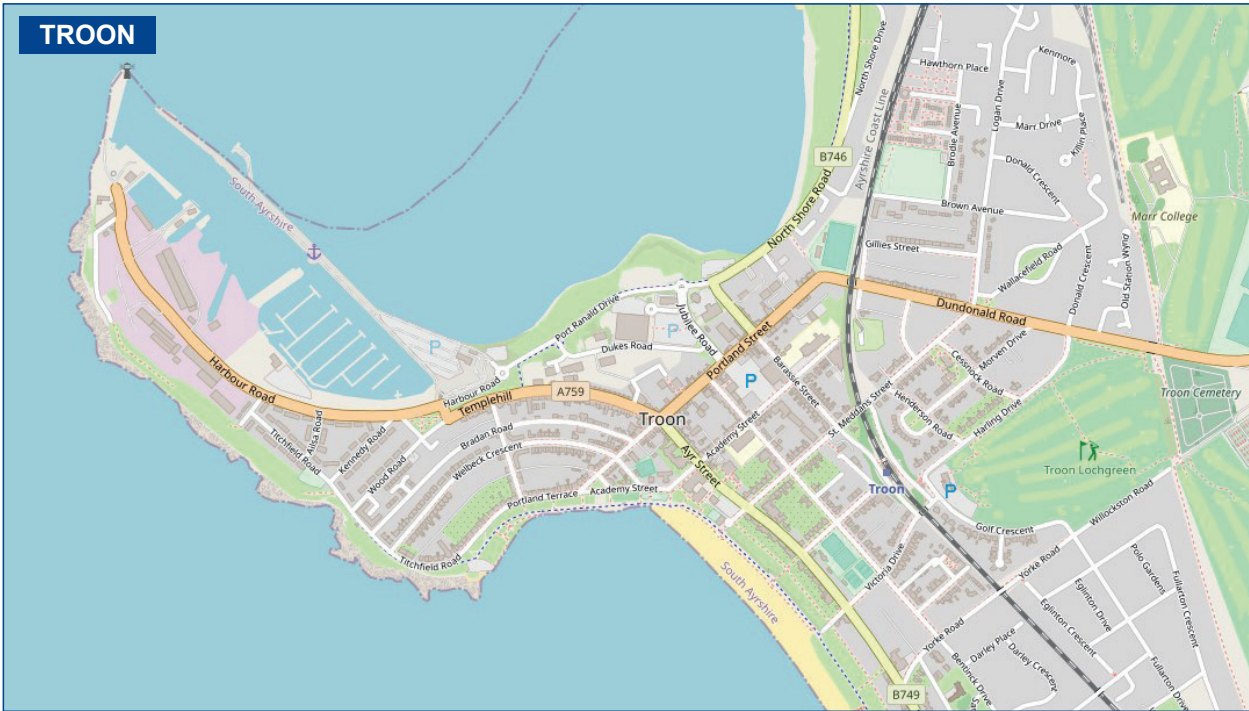 TROON
North Shore Drive
Hawthorn Place
Kenmore
Logan Drive
Ayrshire Coast Line
Brodie Avenue
Marr Drive
Killin Place
B746
Donald Crescent
South Ayrshire
North Shore Road
Brown Avenue
Marr College
Gillies Street
Wallacefield Road
Donald Crescent
Old Station Wynd
Port Ranald Drive
Jubilee Road
Dundonald Road
P
P
Dukes Road
Portland Street
Morven Drive
Harbour Road
Harbour Road
Templehill
A759
Barassie Street
P
Cessnock Road
Troon Cemetery
Troon
St. Meddans Street
Henderson Road
Harling Drive
Ailsa Road
Titchfield Road
Kennedy Road
Bradan Road
Academy Street
Wood Road
Welbeck Crescent
Ayr Street
Troon Lochgreen
Portland Terrace
Academy Street
Troon
P
Willockston Road
Golf Crescent
Titchfield Road
Victoria Drive
Yorke Road
Polo Gardens
South Ayrshire
Eglinton Drive
Fullarton Crescent
Eglinton Crescent
Yorke Road
Darley Place
Darley Crescent
Bentinck Drive
Fullarton Drive
B749